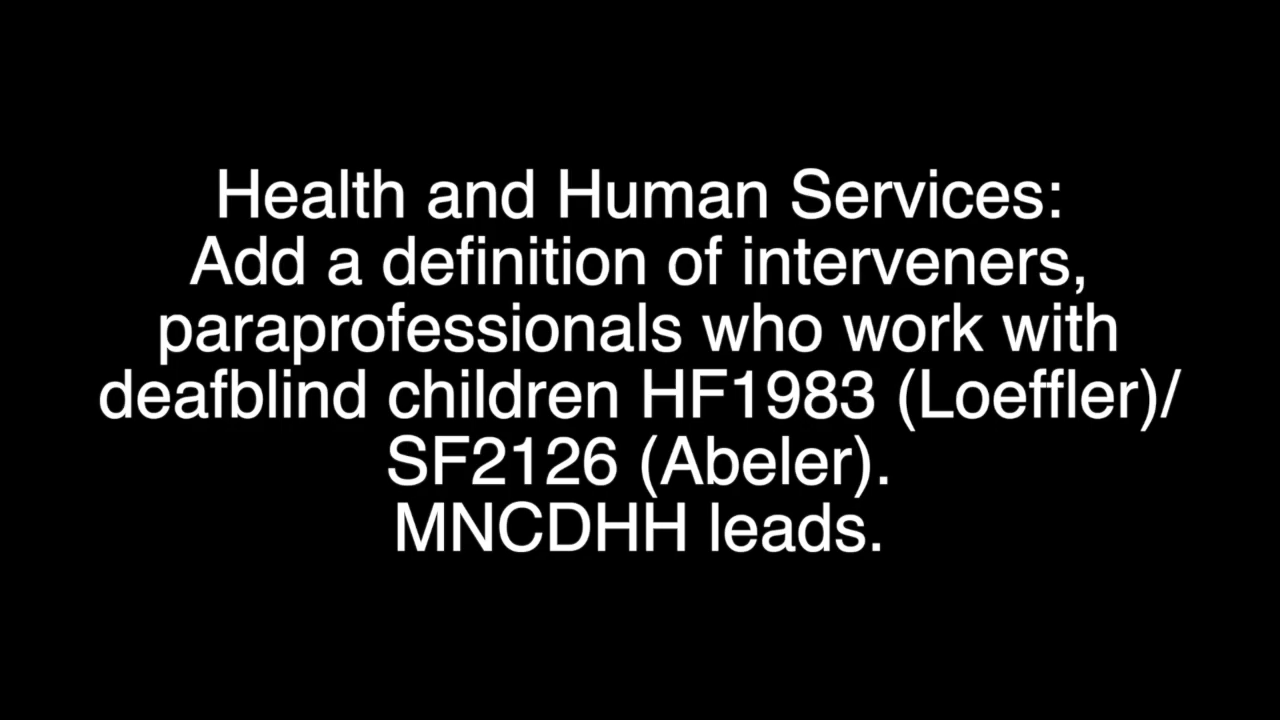 Health and Human Services:
Add a definition of interveners,
paraprofessionals who work with
deafblind children HF1983 (Loeffler)/
SF2126 (Abeler).
MNCDHH leads.